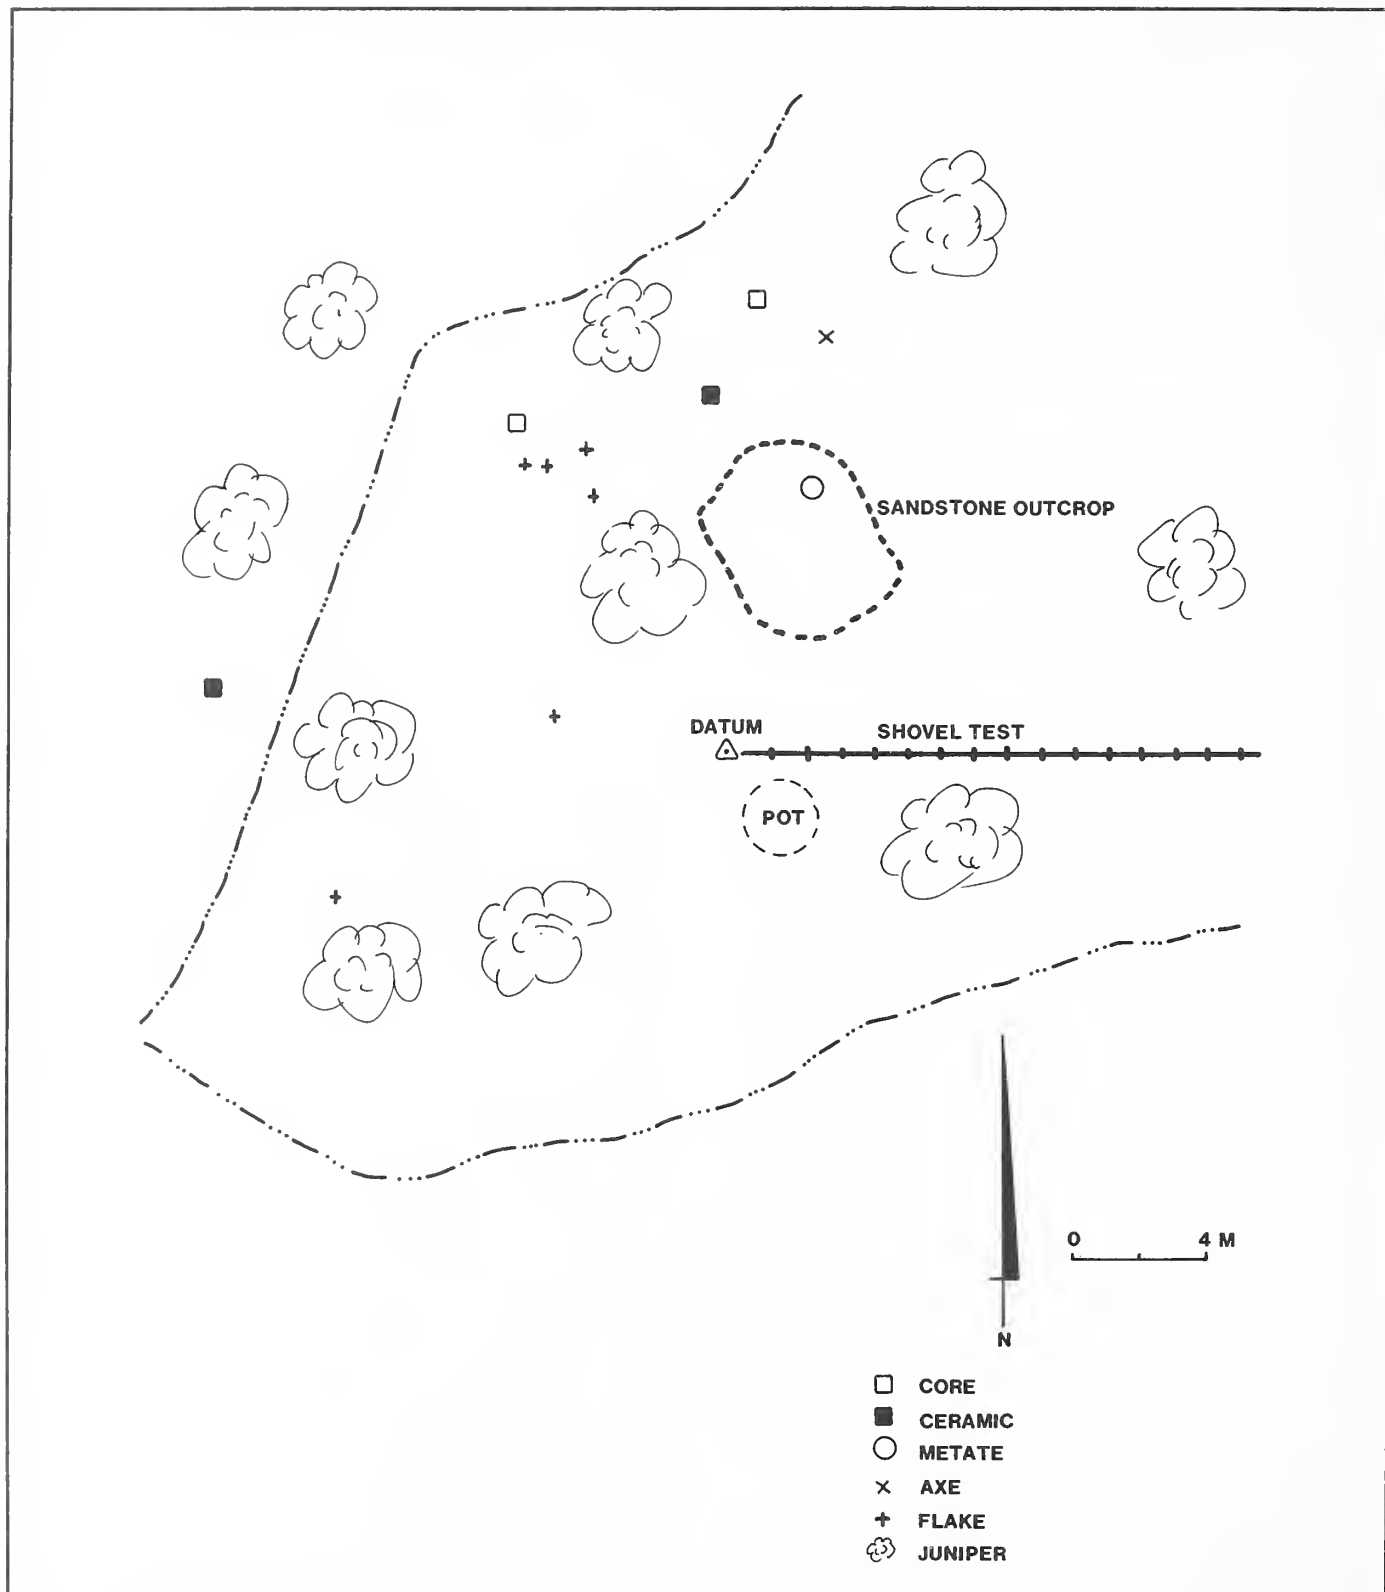 SANDSTONE OUTCROP
DATUM
SHOVEL TEST
POT
0 4 M
N
CORE
CERAMIC
METATE
AXE
FLAKE
JUNIPER